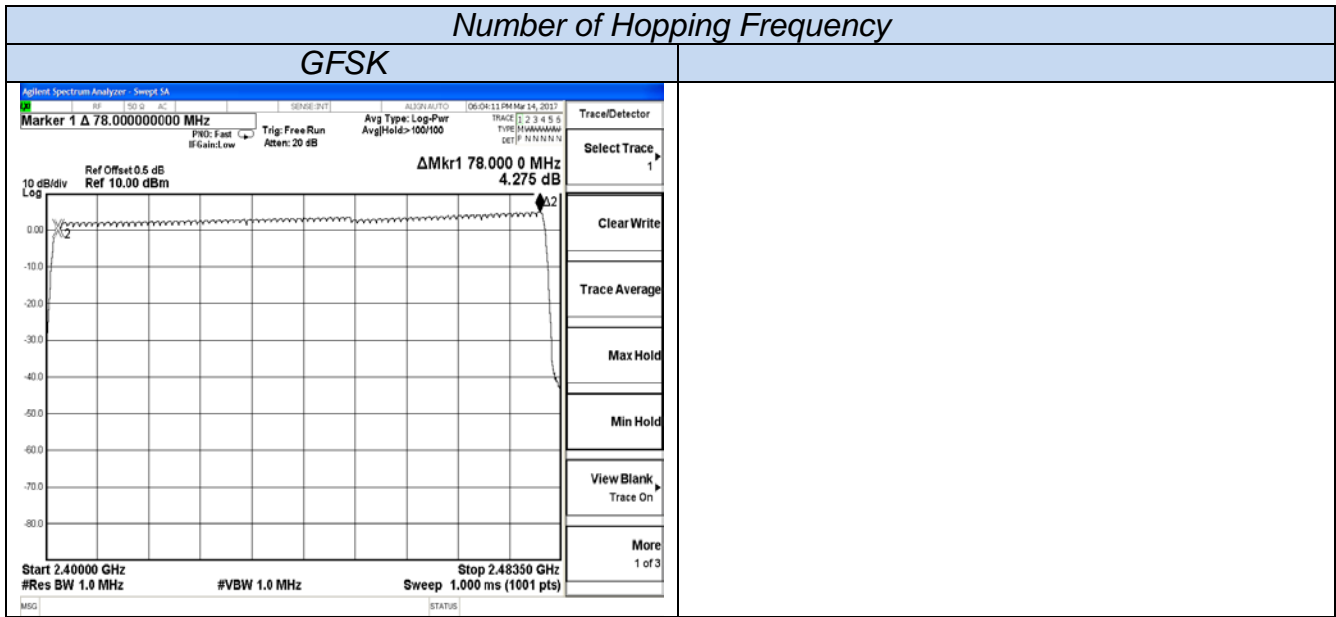 Number of Hopping Frequency
GFSK
Agilent Spectrum Analyzer - Swept SA
RF 50 Ω AC SENSE:INT ALIGN AUTO 06:04:11 PM Mar 14, 2017
Marker 1 Δ 78.000000000 MHz
PNO: Fast
IFGain:Low
Trig: Free Run
Atten: 20 dB
Avg Type: Log-Pwr
Avg|Hold:>100/100
TRACE 1 2 3 4 5 6
TYPE MWWWWW
DET P N N N N N
Trace/Detector
Select Trace
1
ΔMkr1 78.000 0 MHz
4.275 dB
Ref Offset 0.5 dB
10 dB/div Ref 10.00 dBm
Log
Δ2
2
0.00
-10.0
-20.0
-30.0
-40.0
-50.0
-60.0
-70.0
-80.0
Clear Write
Trace Average
Max Hold
Min Hold
View Blank
Trace On
More
1 of 3
Start 2.40000 GHz Stop 2.48350 GHz
#Res BW 1.0 MHz #VBW 1.0 MHz Sweep 1.000 ms (1001 pts)
MSG STATUS